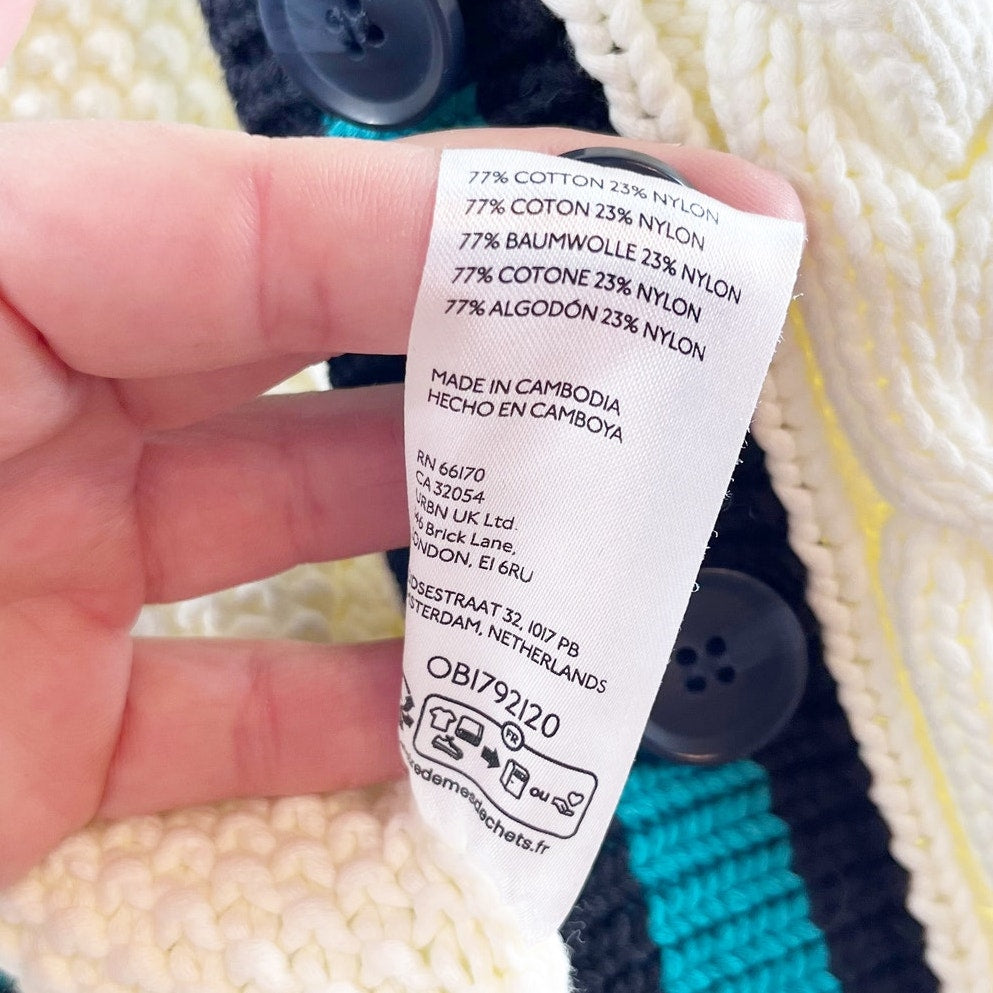 77% COTTON 23% NYLON
77% COTON 23% NYLON
77% BAUMWOLLE 23% NYLON
77% COTONE 23% NYLON
77% ALGODÓN 23% NYLON
MADE IN CAMBODIA
HECHO EN CAMBOYA
RN 66170
CA 32054
URBN UK Ltd.
Brick Lane,
ONDON, E1 6RU
DSESTRAAT 32, 1017 PB
STERDAM, NETHERLANDS
OB1792120
FR
ou
edemesdechets.fr